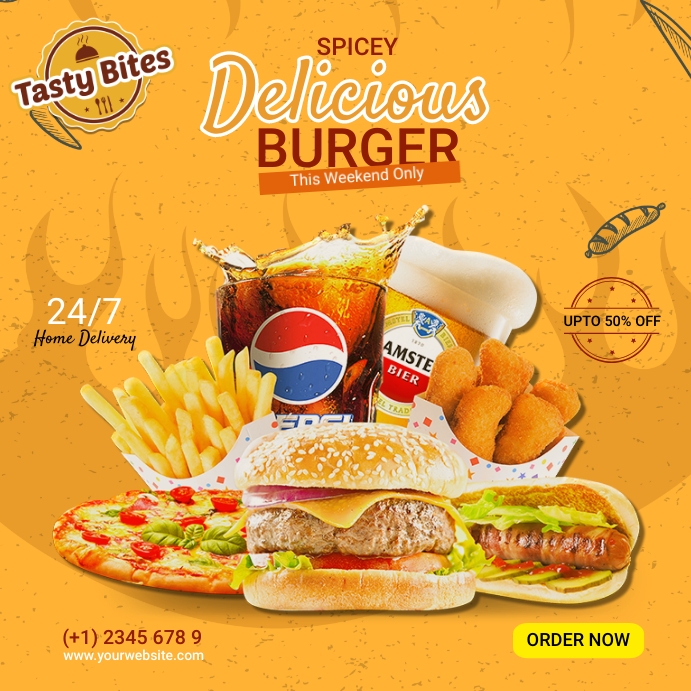 Tasty Bites
SPICEY
Delicious
BURGER
This Weekend Only
24/7
Home Delivery
UPTO 50% OFF
PEPSI
AMSTE
BIER
(+1) 2345 678 9
www.yourwebsite.com
ORDER NOW